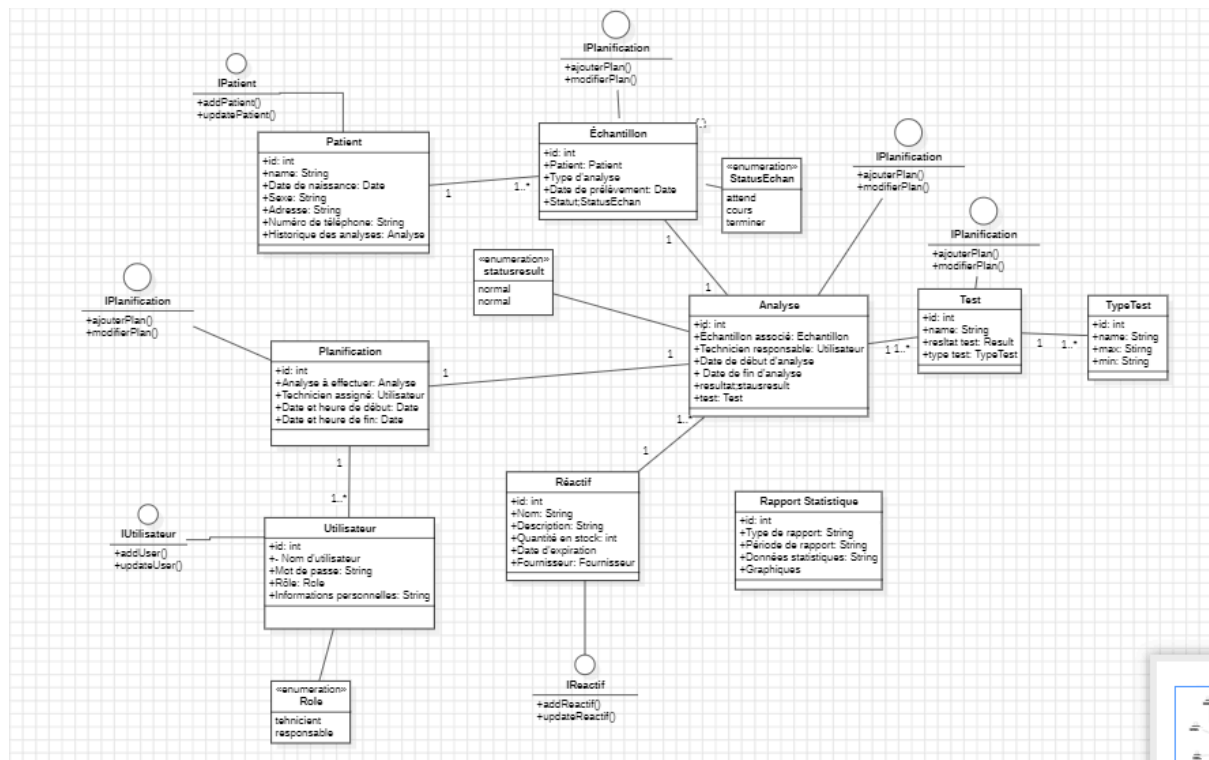 IPlanification
+ajouterPlan()
+modifierPlan()
IPatient
+addPatient()
+updatePatient()
Patient
+id: int
+name: String
+Date de naissance: Date
+Sexe: String
+Adresse: String
+Numéro de téléphone: String
+Historique des analyses: Analyse
1
1..*
Échantillon
+id: int
+Patient: Patient
+Type d'analyse
+Date de prélèvement: Date
+Statut;StatusEchan
«enumeration»
StatusEchan
attend
cours
terminer
IPlanification
+ajouterPlan()
+modifierPlan()
IPlanification
+ajouterPlan()
+modifierPlan()
1
1
«enumeration»
statusresult
normal
normal
IPlanification
+ajouterPlan()
+modifierPlan()
Analyse
+id: int
+Echantillon associé: Echantillon
+Technicien responsable: Utilisateur
+Date de début d'analyse
+ Date de fin d'analyse
+resultat;stausresult
+test: Test
1
1..*
Test
+id: int
+name: String
+resltat test: Result
+type test: TypeTest
1
1..*
TypeTest
+id: int
+name: String
+max: Stirng
+min: String
Planification
+id: int
+Analyse à effectuer: Analyse
+Technicien assigné: Utilisateur
+Date et heure de début: Date
+Date et heure de fin: Date
1
1
1..*
1
1
1..*
Réactif
+id: int
+Nom: String
+Description: String
+Quantité en stock: int
+Date d'expiration
+Fournisseur: Fournisseur
Rapport Statistique
+id: int
+Type de rapport: String
+Période de rapport: String
+Données statistiques: String
+Graphiques
IUtilisateur
+addUser()
+updateUser()
Utilisateur
+id: int
+- Nom d'utilisateur
+Mot de passe: String
+Rôle: Role
+Informations personnelles: String
«enumeration»
Role
tehnicient
responsable
IReactif
+addReactif()
+updateReactif()